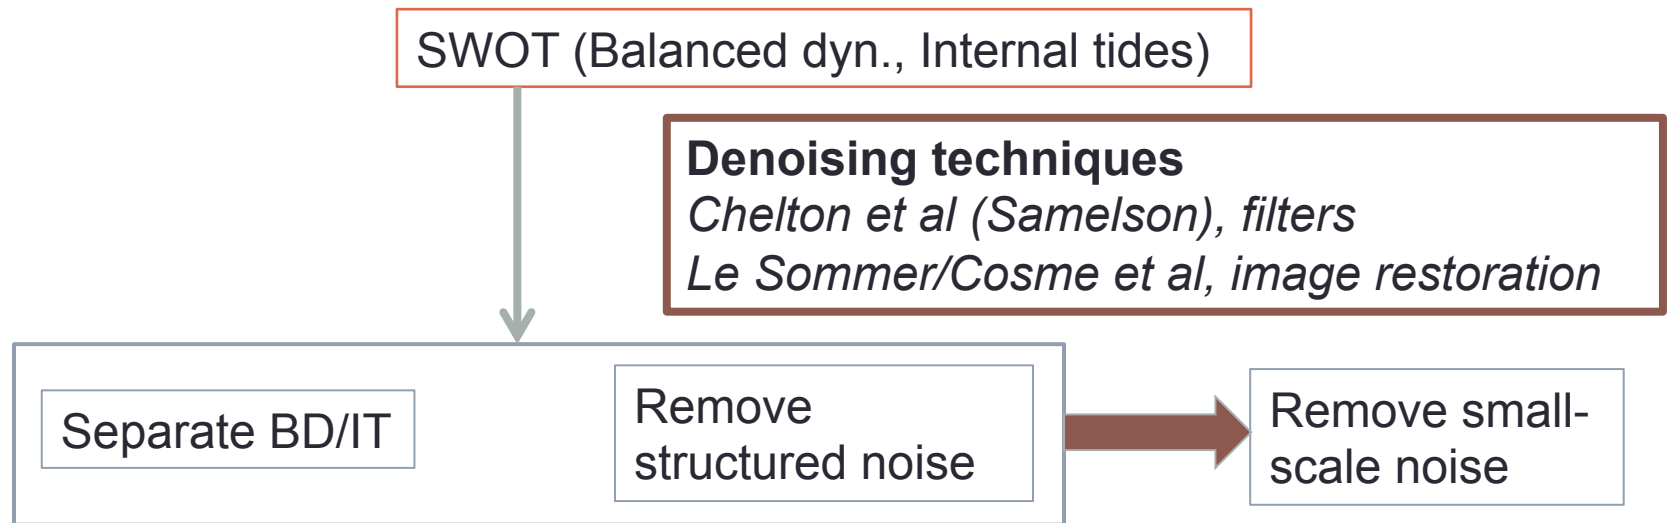 SWOT (Balanced dyn., Internal tides)
Denoising techniques
Chelton et al (Samelson), filters
Le Sommer/Cosme et al, image restoration
Separate BD/IT
Remove
structured noise
Remove small-
scale noise